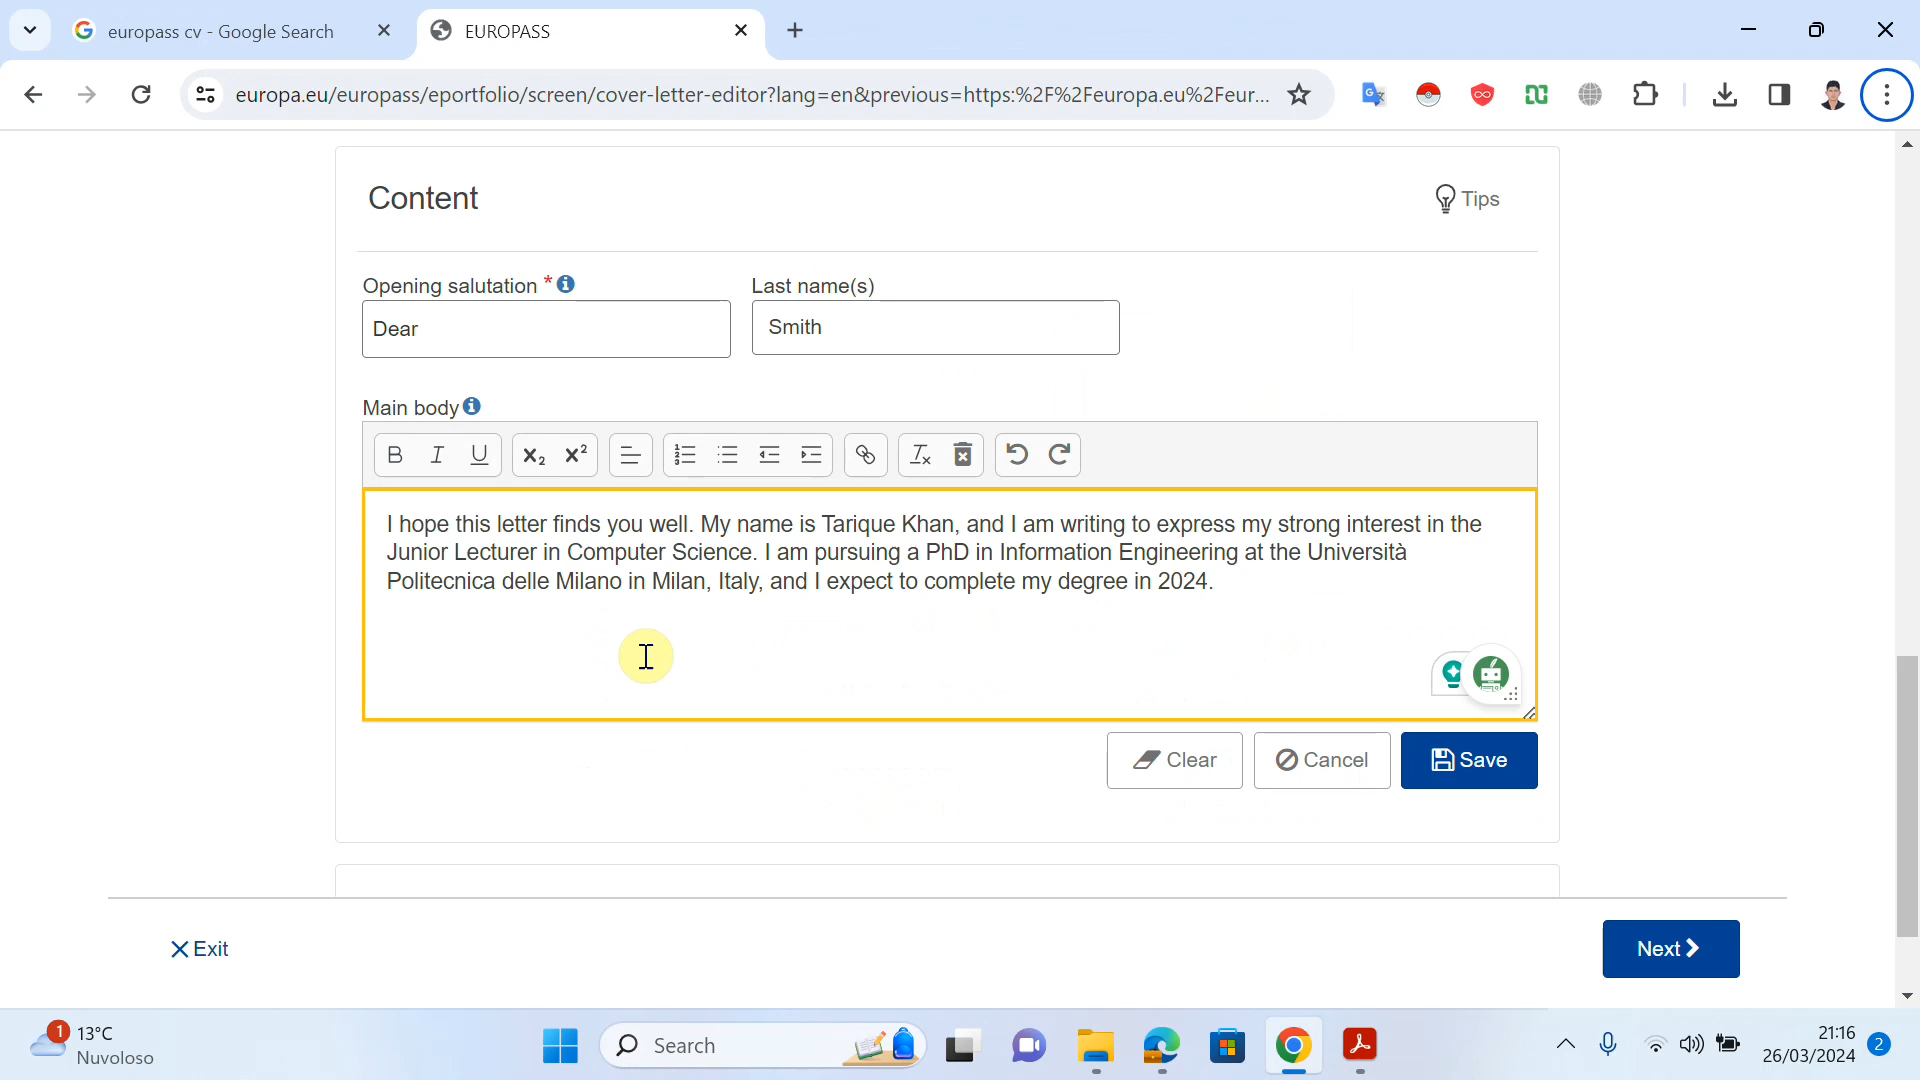 europass cv - Google Search
EUROPASS
europa.eu/europass/eportfolio/screen/cover-letter-editor?lang=en&previous=https:%2F%2Feuropa.eu%2Feur...
Content
Tips
Opening salutation *
Last name(s)
Dear
Smith
Main body
I hope this letter finds you well. My name is Tarique Khan, and I am writing to express my strong interest in the
Junior Lecturer in Computer Science. I am pursuing a PhD in Information Engineering at the Università
Politecnica delle Milano in Milan, Italy, and I expect to complete my degree in 2024.
Clear
Cancel
Save
Exit
Next
1
13°C
Nuvoloso
Search
21:16
26/03/2024
2